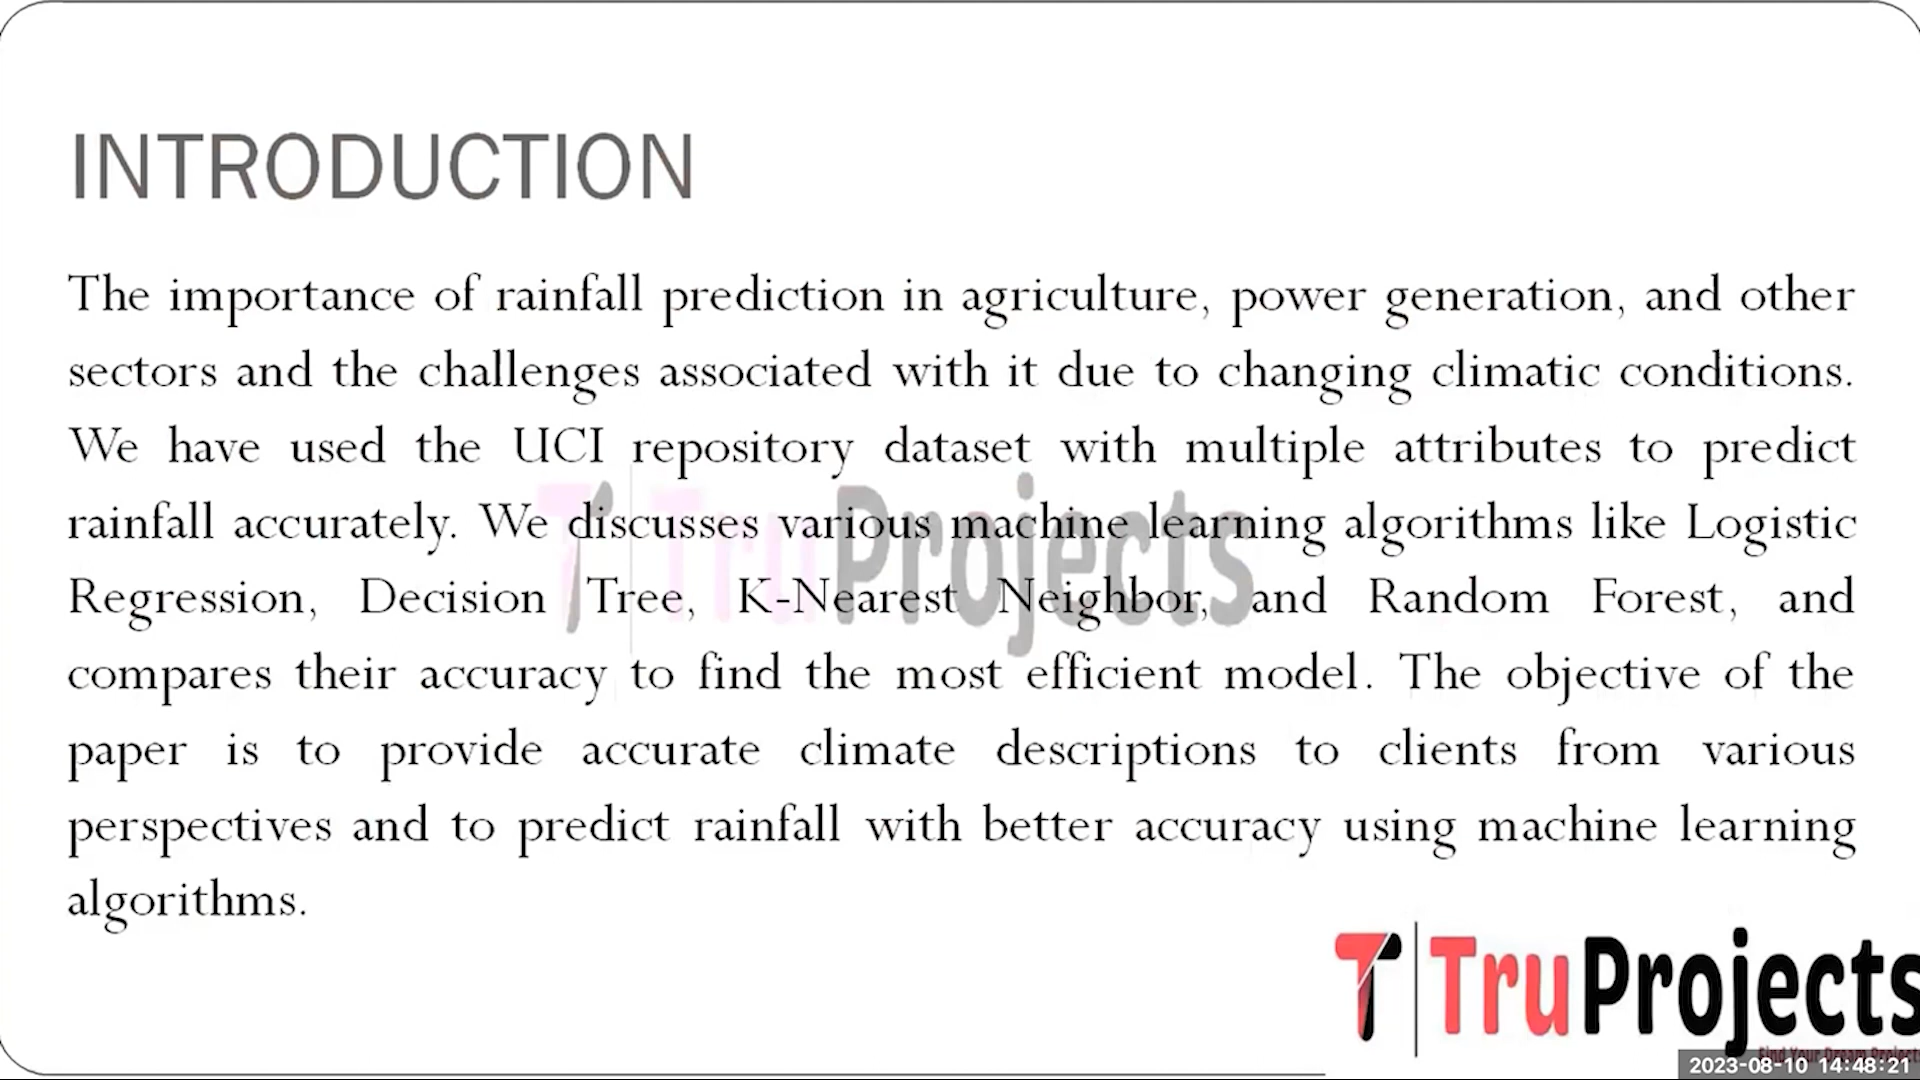 INTRODUCTION
The importance of rainfall prediction in agriculture, power generation, and other
sectors and the challenges associated with it due to changing climatic conditions.
We have used the UCI repository dataset with multiple attributes to predict
rainfall accurately. We discusses various machine learning algorithms like Logistic
Regression, Decision Tree, K-Nearest Neighbor, and Random Forest, and
compares their accuracy to find the most efficient model. The objective of the
paper is to provide accurate climate descriptions to clients from various
perspectives and to predict rainfall with better accuracy using machine learning
algorithms.
TruProjects
TruProjects
2023-08-10 14:48:21